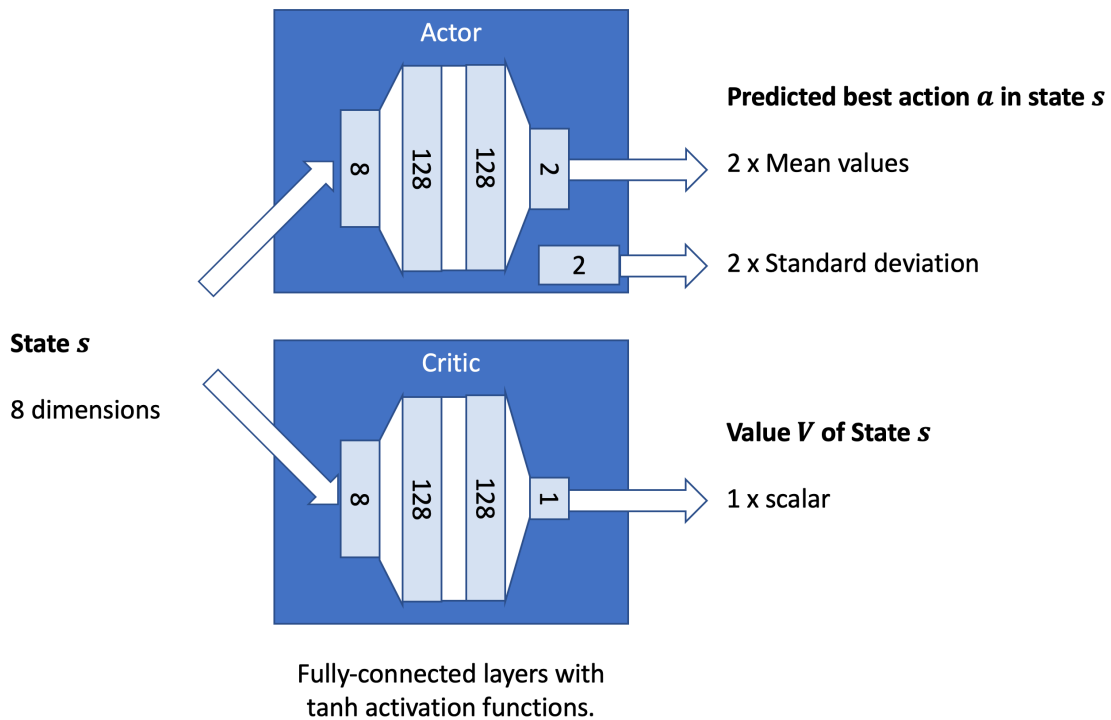 Actor
8
128
128
2
2
Predicted best action a in state s
2 x Mean values
2 x Standard deviation
State s
8 dimensions
Critic
8
128
128
1
Value V of State s
1 x scalar
Fully-connected layers with
tanh activation functions.